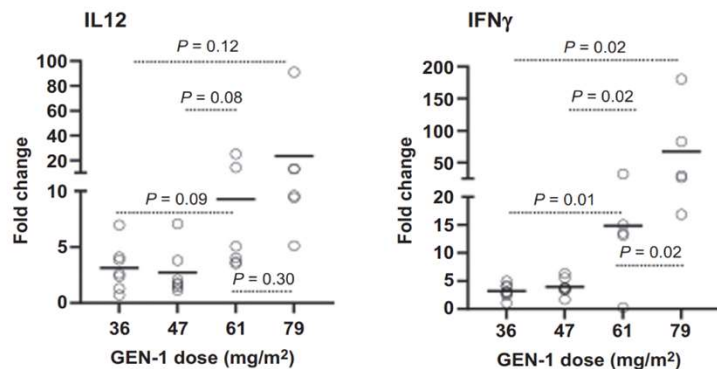 IL12
P = 0.12
P = 0.08
P = 0.09
P = 0.30
Fold change
100
80
60
40
20
10
5
0
36 47 61 79
GEN-1 dose (mg/m²)
IFNγ
P = 0.02
P = 0.02
P = 0.01
P = 0.02
Fold change
200
150
100
50
20
15
10
5
0
36 47 61 79
GEN-1 dose (mg/m²)